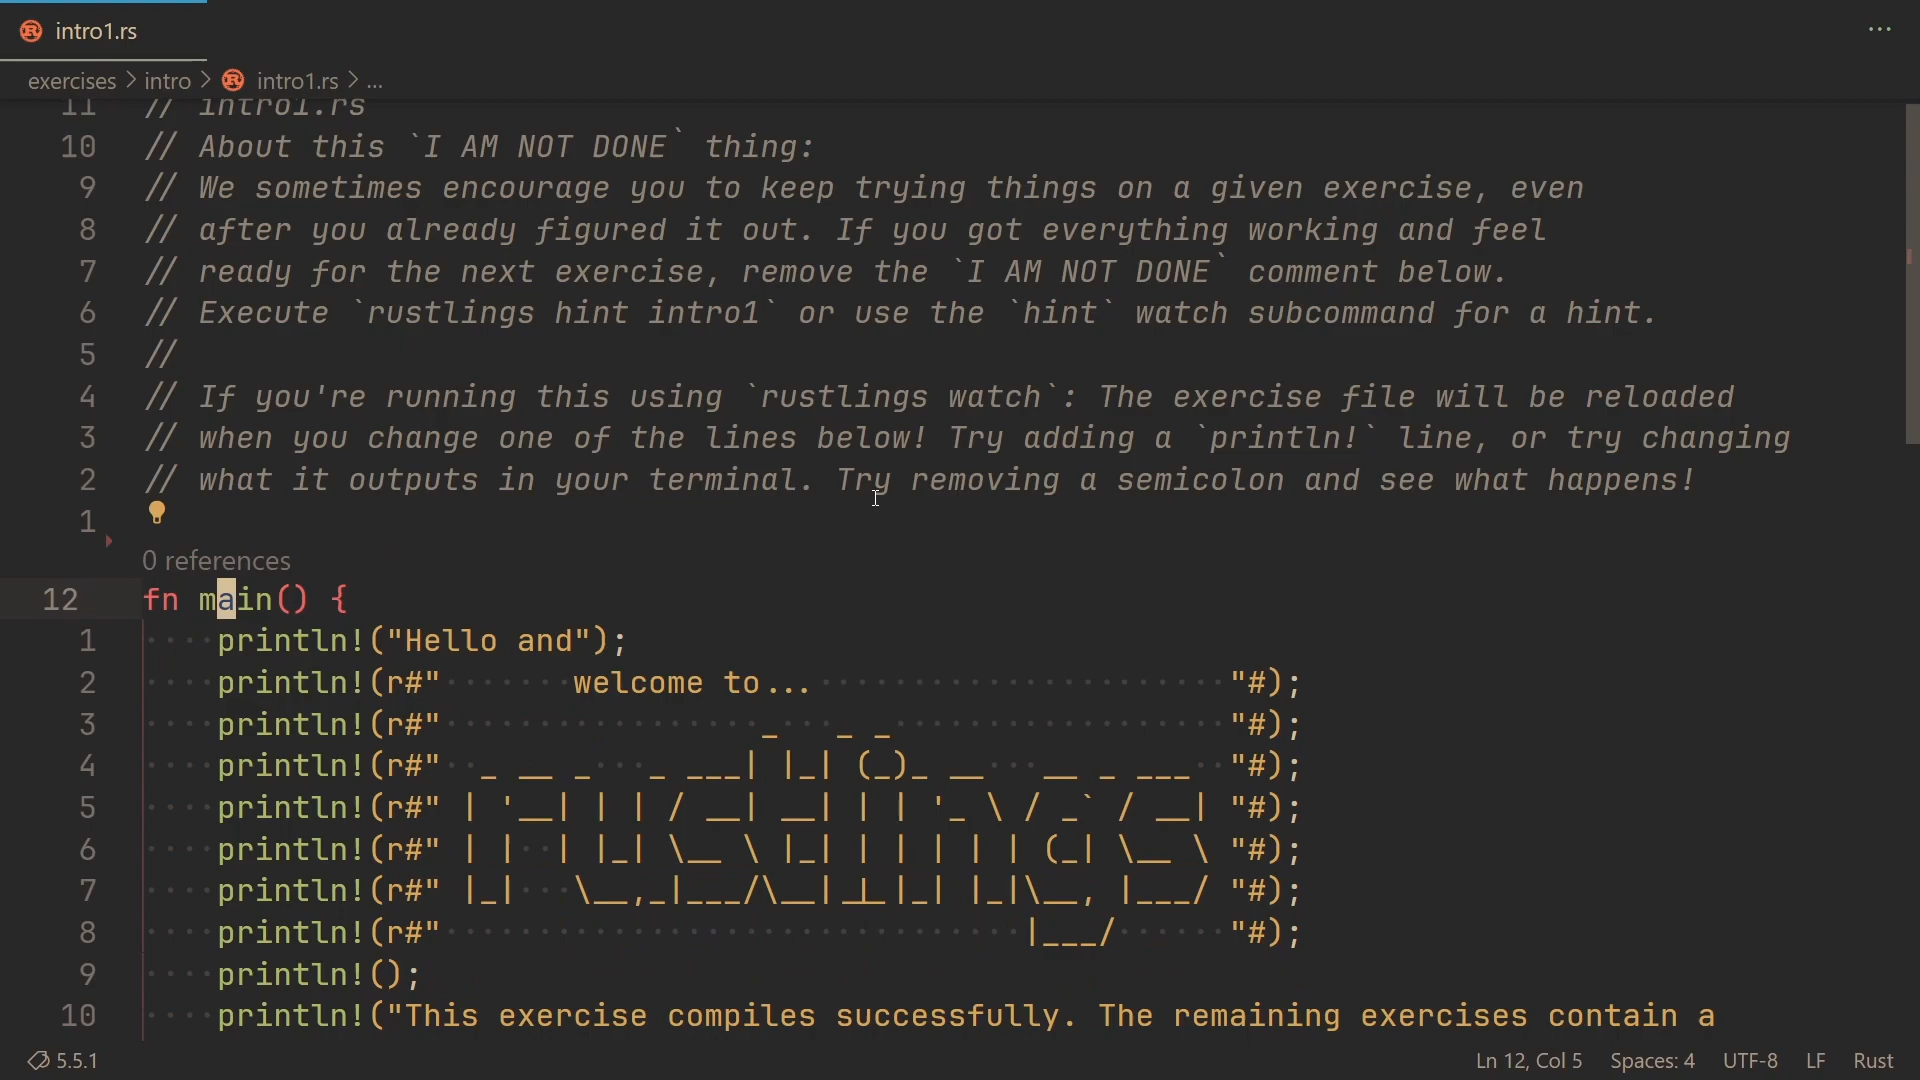 intro1.rs
exercises > intro > intro1.rs > ...
11 // intro1.rs
10 // About this `I AM NOT DONE` thing:
9 // We sometimes encourage you to keep trying things on a given exercise, even
8 // after you already figured it out. If you got everything working and feel
7 // ready for the next exercise, remove the `I AM NOT DONE` comment below.
6 // Execute `rustlings hint intro1` or use the `hint` watch subcommand for a hint.
5 //
4 // If you're running this using `rustlings watch`: The exercise file will be reloaded
3 // when you change one of the lines below! Try adding a `println!` line, or try changing
2 // what it outputs in your terminal. Try removing a semicolon and see what happens!
1
0 references
12 fn main() {
1     println!("Hello and");
2     println!(r#"       welcome to...                      "#);
3     println!(r#"                 _   _ _                  "#);
4     println!(r#"  _ __ _   _ ___| |_| (_)_ __   __ _ ___  "#);
5     println!(r#" | '__| | | / __| __| | | '_ \ / _` / __| "#);
6     println!(r#" | |  | |_| \__ \ |_| | | | | | (_| \__ \ "#);
7     println!(r#" |_|   \__,_|___/\__|_|_|_| |_|\__, |___/ "#);
8     println!(r#"                               |___/      "#);
9     println!();
10     println!("This exercise compiles successfully. The remaining exercises contain a
5.5.1 Ln 12, Col 5 Spaces: 4 UTF-8 LF Rust